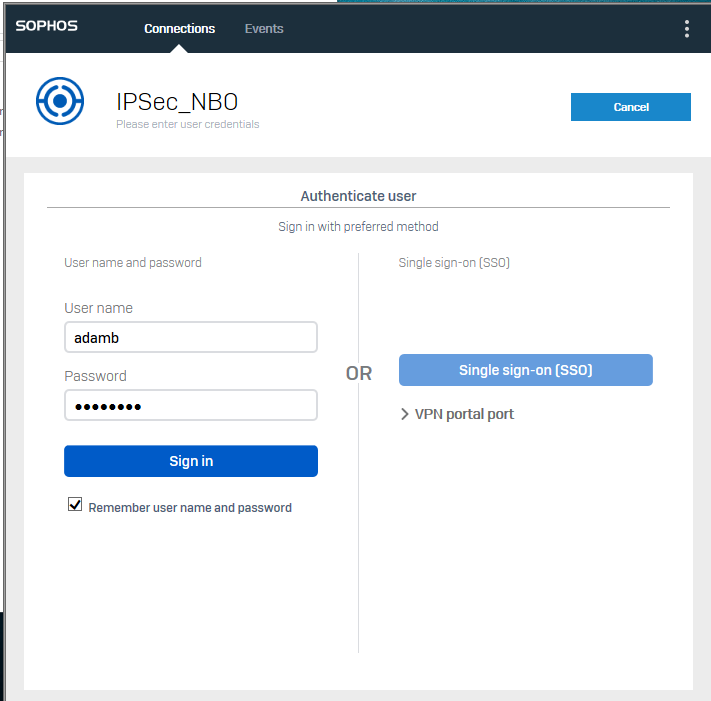 SOPHOS
Connections
Events
IPSec_NBO
Please enter user credentials
Cancel
Authenticate user
Sign in with preferred method
User name and password
User name
adamb
Password
••••••••
Sign in
Remember user name and password
OR
Single sign-on (SSO)
Single sign-on (SSO)
VPN portal port